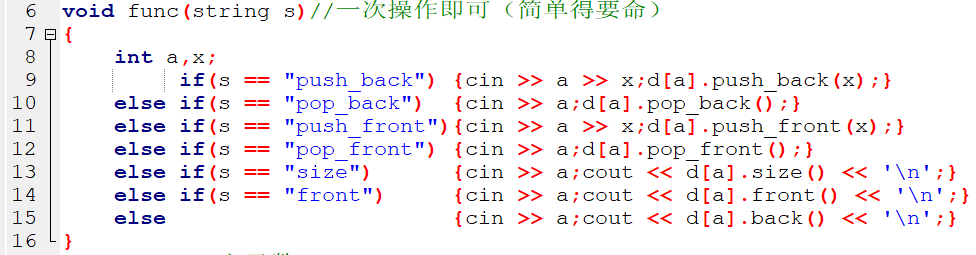 6 void func(string s)//一次操作即可（简单得要命）
7 {
8     int a,x;
9          if(s == "push_back") {cin >> a >> x;d[a].push_back(x);}
10     else if(s == "pop_back")  {cin >> a;d[a].pop_back();}
11     else if(s == "push_front"){cin >> a >> x;d[a].push_front(x);}
12     else if(s == "pop_front") {cin >> a;d[a].pop_front();}
13     else if(s == "size")      {cin >> a;cout << d[a].size() << '\n';}
14     else if(s == "front")     {cin >> a;cout << d[a].front() << '\n';}
15     else                      {cin >> a;cout << d[a].back() << '\n';}
16 }